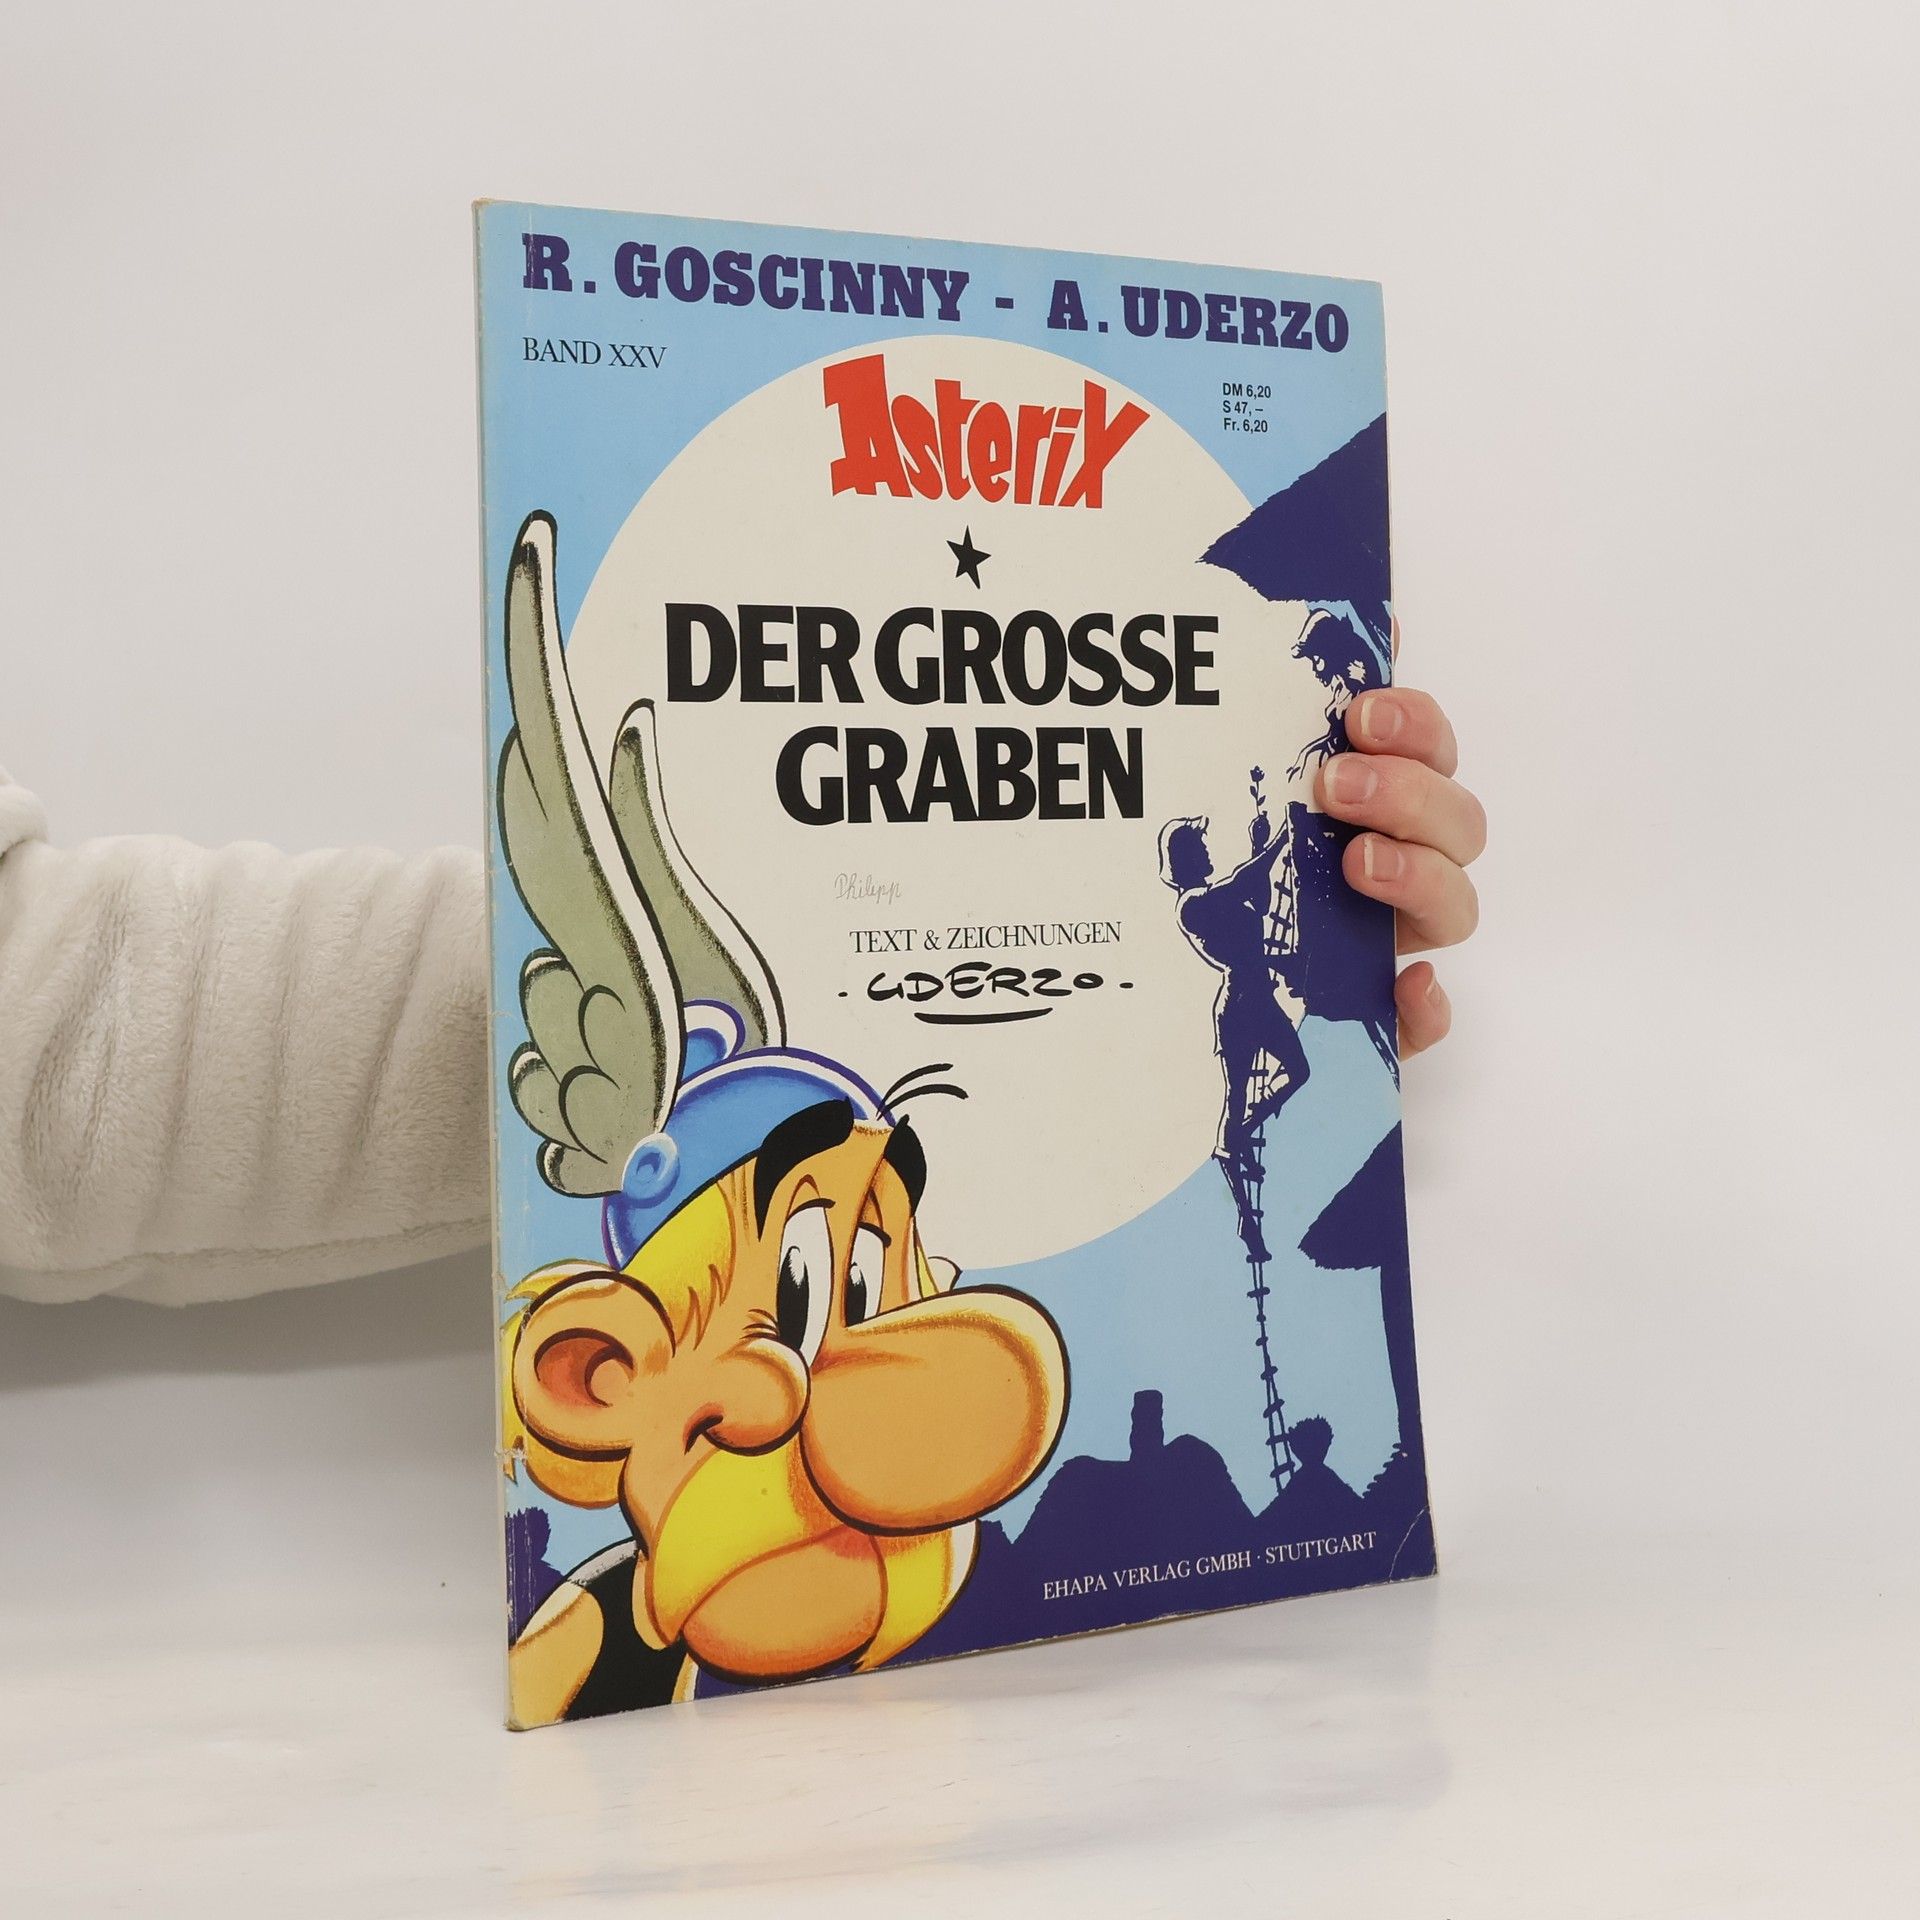 R. GOSCINNY - A. UDERZO
BAND XXV
DM 6,20
S 47,–
Fr. 6,20
Asterix
DER GROSSE
GRABEN
Philipp
TEXT & ZEICHNUNGEN
- UDERZO -
EHAPA VERLAG GMBH · STUTTGART